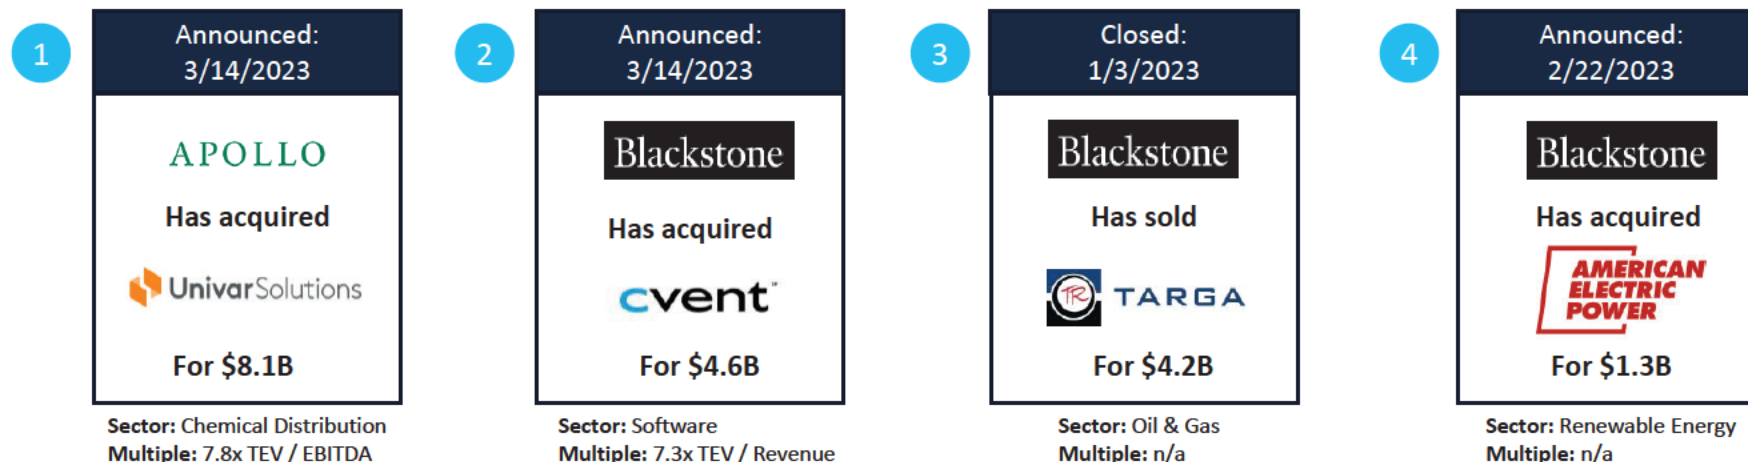 1
Announced:
3/14/2023
APOLLO
Has acquired
UnivarSolutions
For $8.1B
Sector: Chemical Distribution
Multiple: 7.8x TEV / EBITDA
2
Announced:
3/14/2023
Blackstone
Has acquired
cvent
For $4.6B
Sector: Software
Multiple: 7.3x TEV / Revenue
3
Closed:
1/3/2023
Blackstone
Has sold
TR TARGA
For $4.2B
Sector: Oil & Gas
Multiple: n/a
4
Announced:
2/22/2023
Blackstone
Has acquired
AMERICAN
ELECTRIC
POWER
For $1.3B
Sector: Renewable Energy
Multiple: n/a